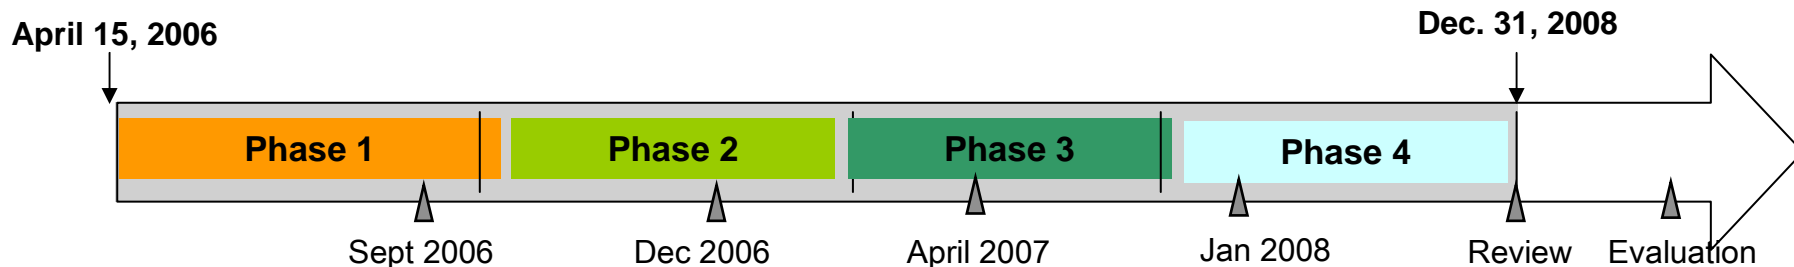 April 15, 2006
Dec. 31, 2008
Phase 1
Phase 2
Phase 3
Phase 4
Sept 2006
Dec 2006
April 2007
Jan 2008
Review
Evaluation